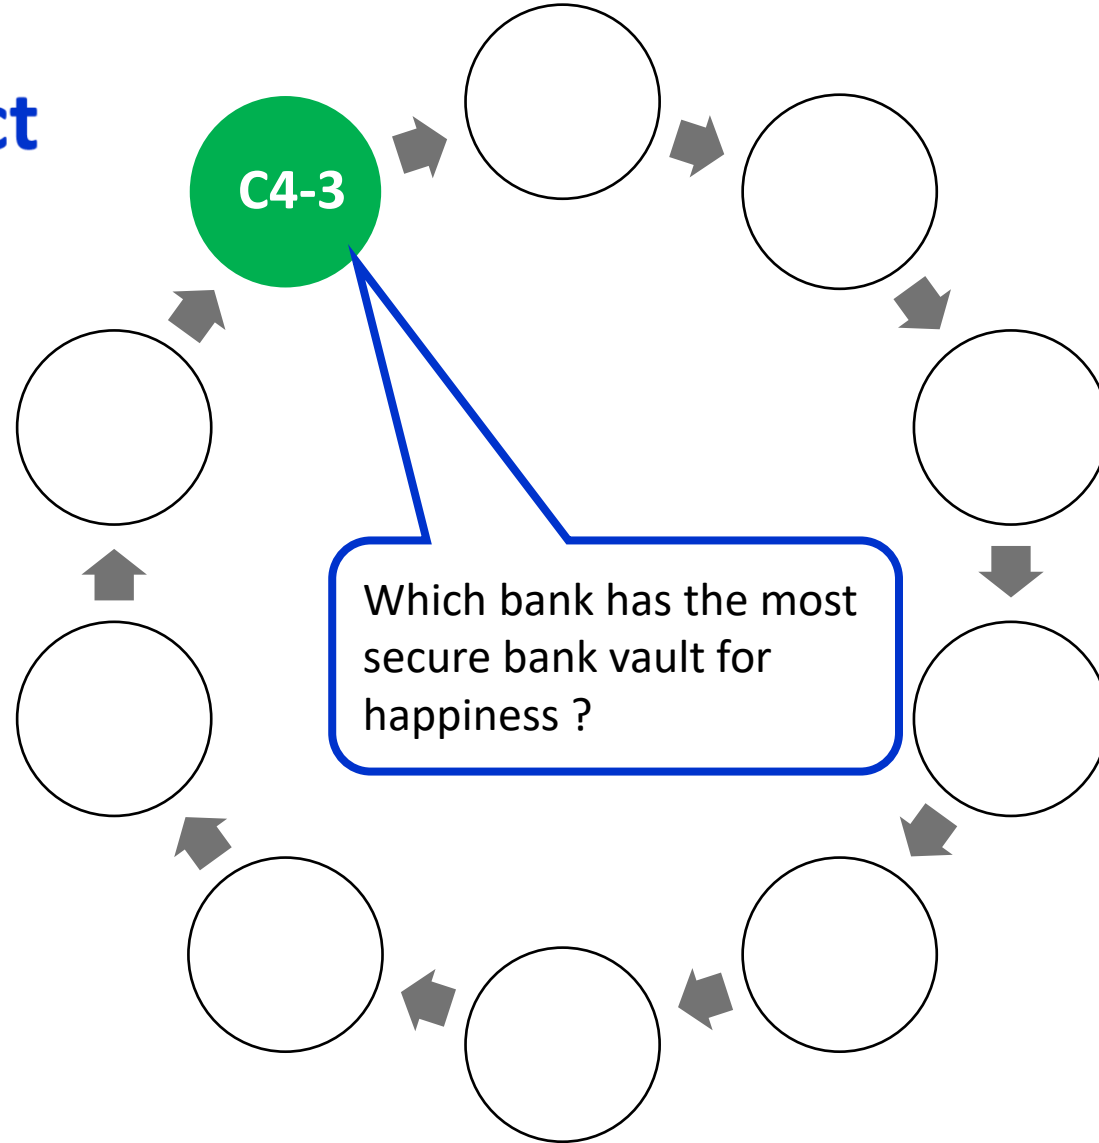 ct
C4-3
Which bank has the most
secure bank vault for
happiness ?